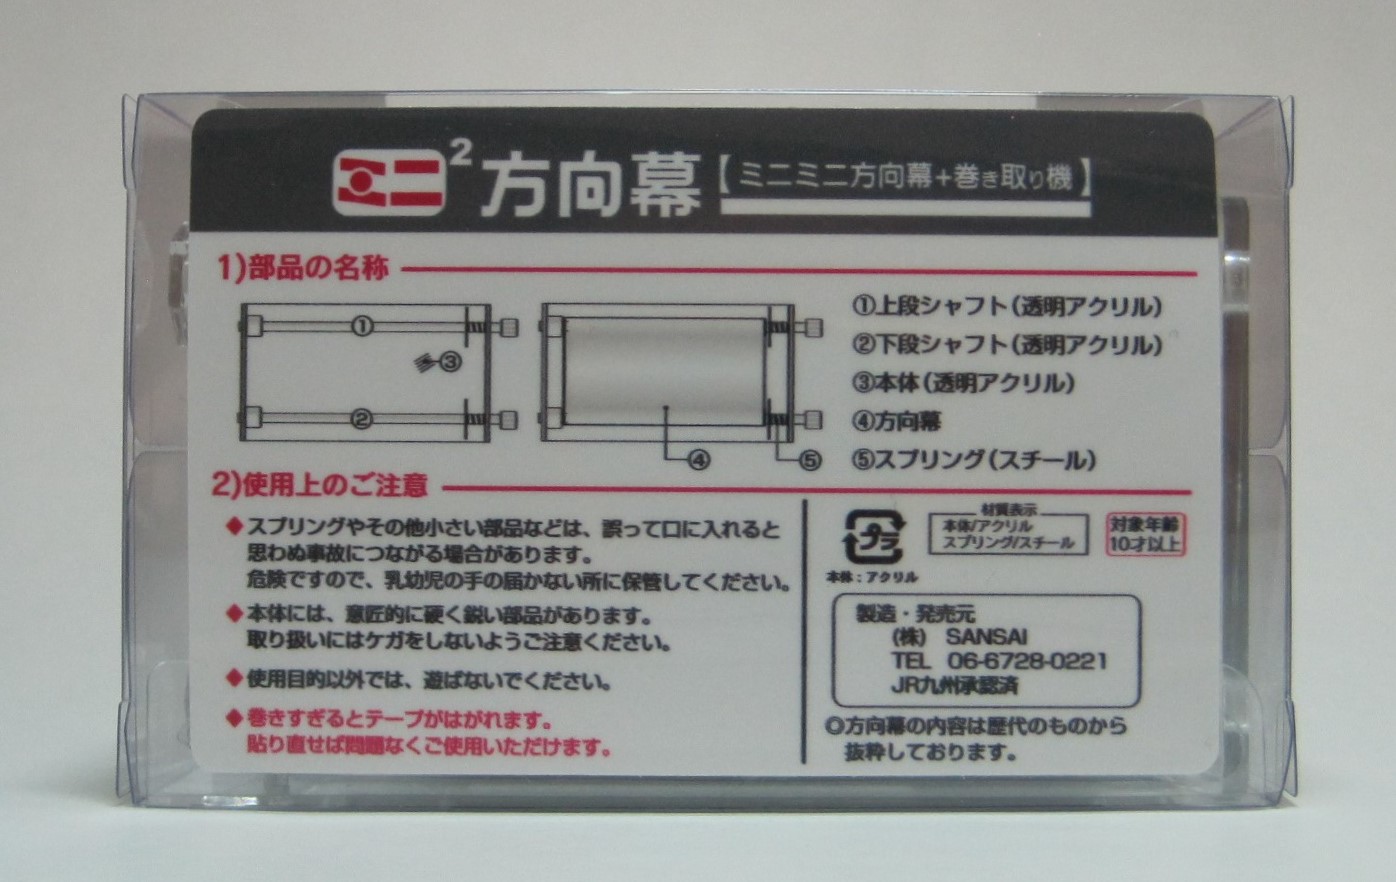 ミニ²方向幕【ミニミニ方向幕+巻き取り機】
1)部品の名称
①
③
②
④
⑤
①上段シャフト(透明アクリル)
②下段シャフト(透明アクリル)
③本体(透明アクリル)
④方向幕
⑤スプリング(スチール)
2)使用上のご注意
◆スプリングやその他小さい部品などは、誤って口に入れると
思わぬ事故につながる場合があります。
危険ですので、乳幼児の手の届かない所に保管してください。
◆本体には、意匠的に硬く鋭い部品があります。
取り扱いにはケガをしないようご注意ください。
◆使用目的以外では、遊ばないでください。
◆巻きすぎるとテープがはがれます。
貼り直せば問題なくご使用いただけます。
プラ
本体:アクリル
材質表示
本体/アクリル
スプリング/スチール
対象年齢
10才以上
製造・発売元
(株) SANSAI
TEL 06-6728-0221
JR九州承認済
◎方向幕の内容は歴代のものから
抜粋しております。